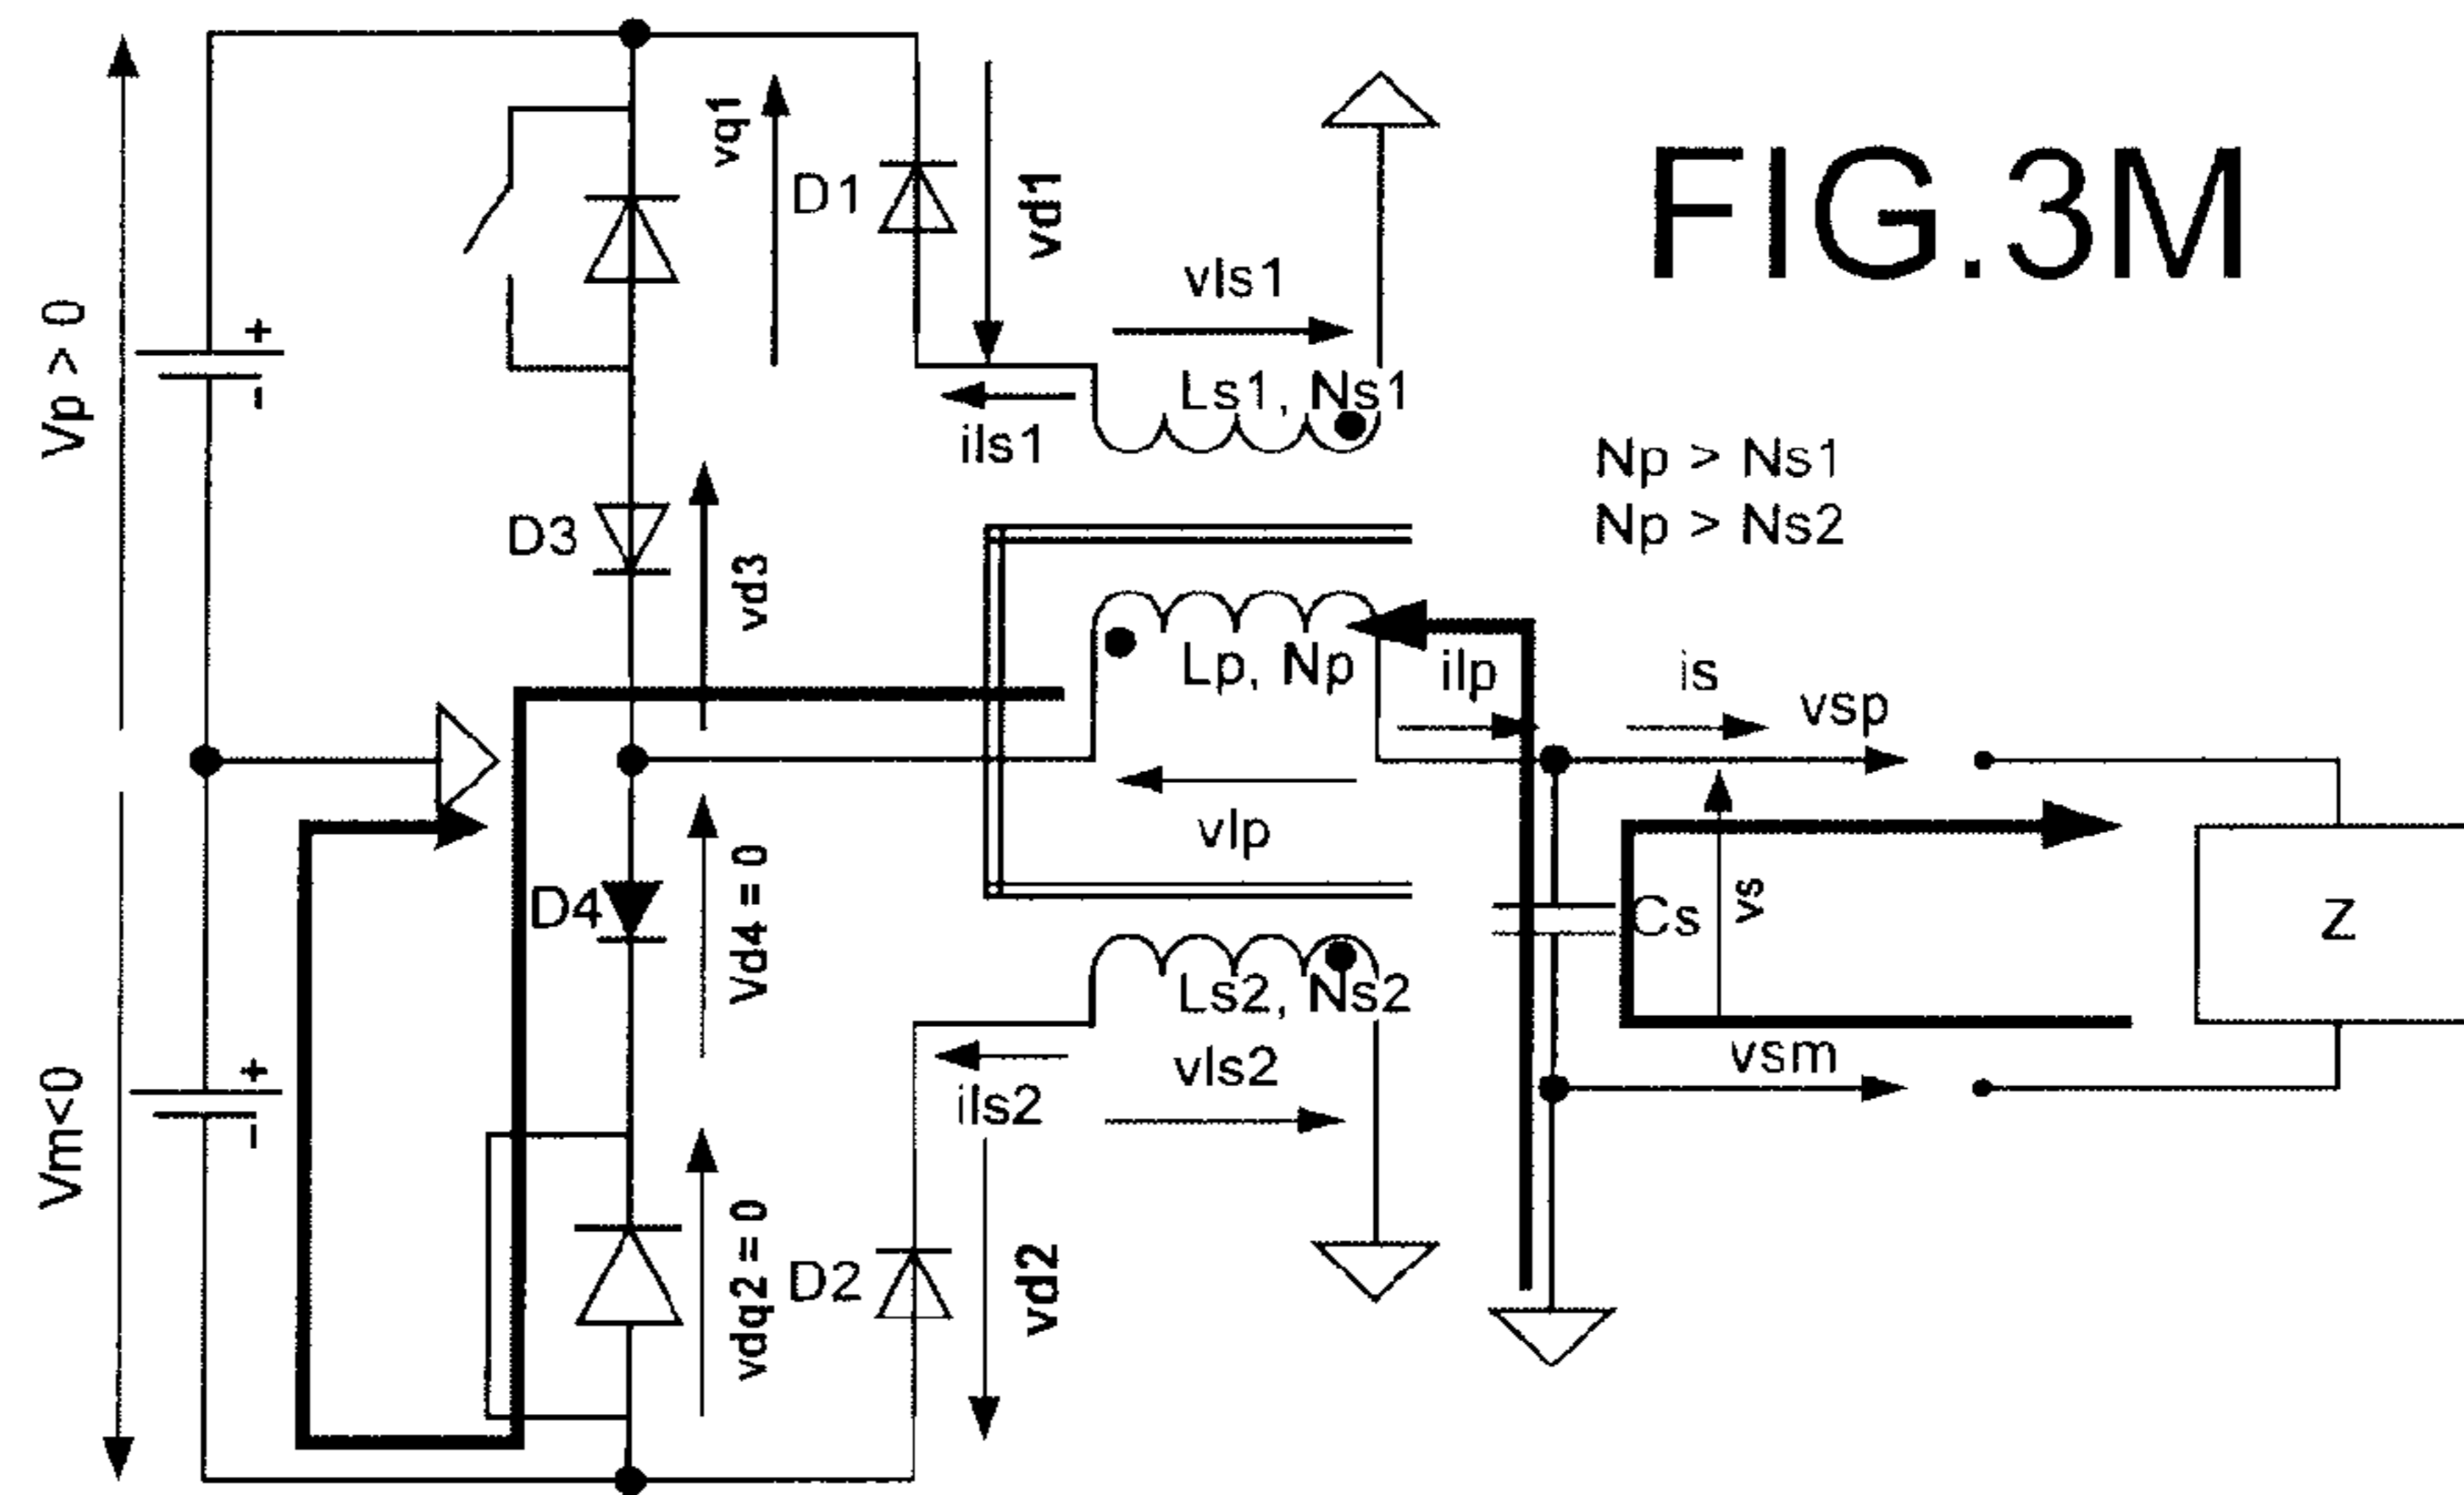 FIG.3M
vq1
D1
vd1
vls1
Vp > 0
+
-
Ls1, Ns1
ils1
Np > Ns1
Np > Ns2
D3
vd3
Lp, Np
ilp
is
vsp
vlp
D4
Vd4 = 0
Cs
vs
Z
Ls2, Ns2
vsm
Vm<0
+
-
ils2
vls2
vdq2 = 0
D2
vd2